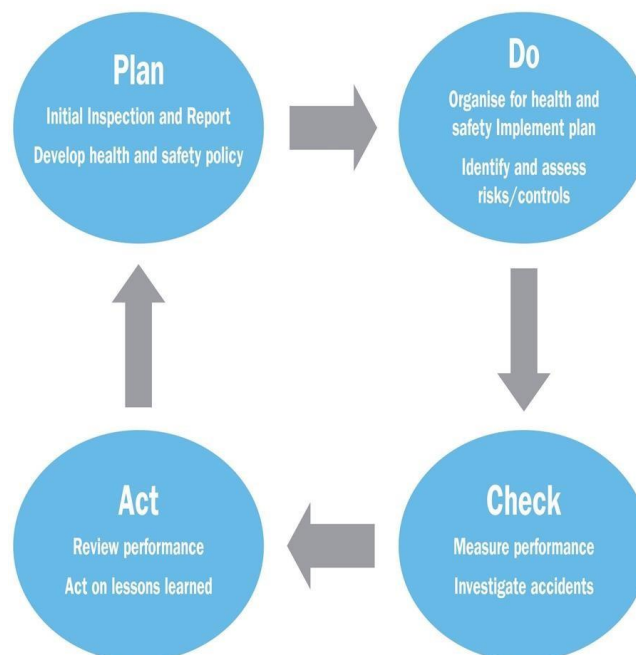 Plan
Initial Inspection and Report
Develop health and safety policy
Do
Organise for health and
safety Implement plan
Identify and assess
risks/controls
Act
Review performance
Act on lessons learned
Check
Measure performance
Investigate accidents